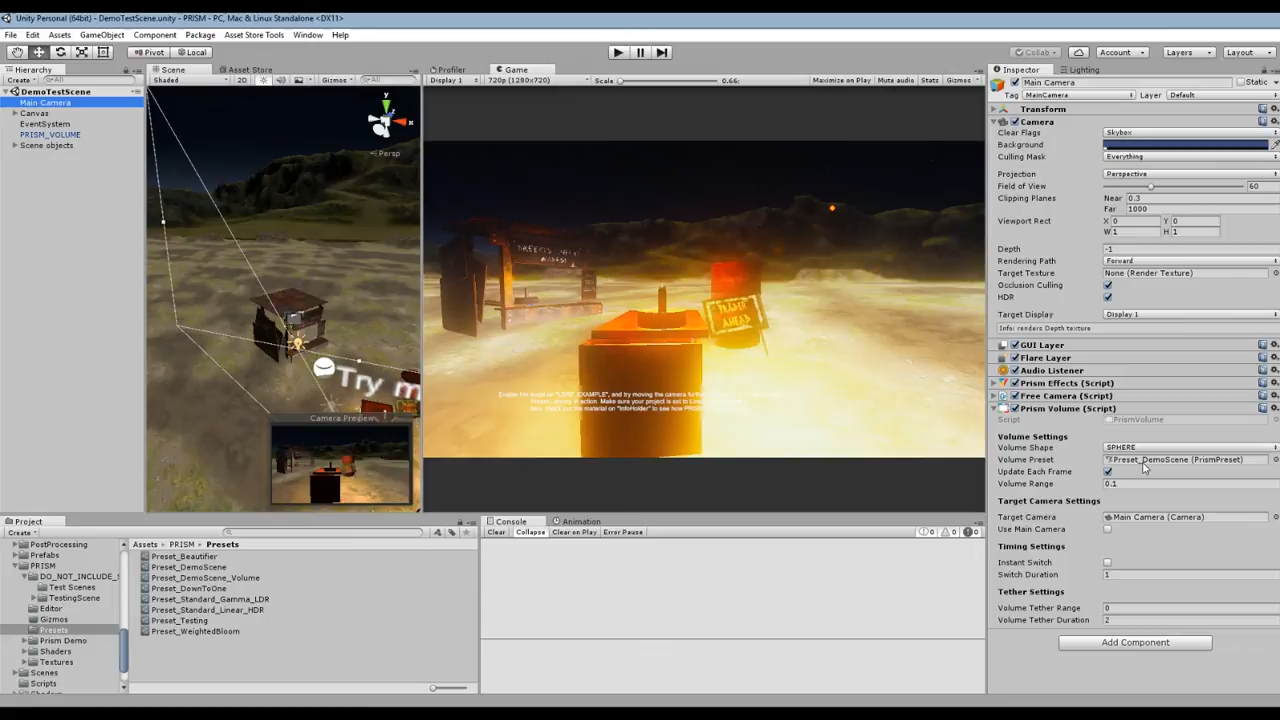 Unity Personal (64bit) - DemoTestScene.unity - PRISM - PC, Mac & Linux Standalone <DX11>
File Edit Assets GameObject Component Package Asset Store Tools Window Help
Pivot Local Collab Account Layers Layout
Hierarchy
Create All
DemoTestScene
Main Camera
Canvas
EventSystem
PRISM_VOLUME
Scene objects
Scene Asset Store
Shaded 2D Gizmos All
y
x
Persp
Try m
Camera Preview
Profiler Game
Display 1 720p (1280x720) Scale 0.66 Maximize on Play Mute audio Stats Gizmos
TRADER
AHEAD
Inspector Lighting
Main Camera Static
Tag MainCamera Layer Default
Transform
Camera
Clear Flags Skybox
Background
Culling Mask Everything
Projection Perspective
Field of View 60
Clipping Planes Near 0.3
Far 1000
Viewport Rect X 0 Y 0
W 1 H 1
Depth -1
Rendering Path Forward
Target Texture None (Render Texture)
Occlusion Culling
HDR
Target Display Display 1
Info: renders Depth texture
GUI Layer
Flare Layer
Audio Listener
Prism Effects (Script)
Free Camera (Script)
Prism Volume (Script)
Script PrismVolume
Volume Settings
Volume Shape SPHERE
Volume Preset Preset_DemoScene (PrismPreset)
Update Each Frame
Volume Range 0.1
Target Camera Settings
Target Camera Main Camera (Camera)
Use Main Camera
Timing Settings
Instant Switch
Switch Duration 1
Tether Settings
Volume Tether Range 0
Volume Tether Duration 2
Add Component
Project
Create
PostProcessing
Prefabs
PRISM
DO_NOT_INCLUDE_
Test Scenes
TestingScene
Editor
Gizmos
Presets
Prism Demo
Shaders
Textures
Scenes
Scripts
Assets PRISM Presets
Preset_Beautifier
Preset_DemoScene
Preset_DemoScene_Volume
Preset_DownToOne
Preset_Standard_Gamma_LDR
Preset_Standard_Linear_HDR
Preset_Testing
Preset_WeightedBloom
Console Animation
Clear Collapse Clear on Play Error Pause 0 0 0